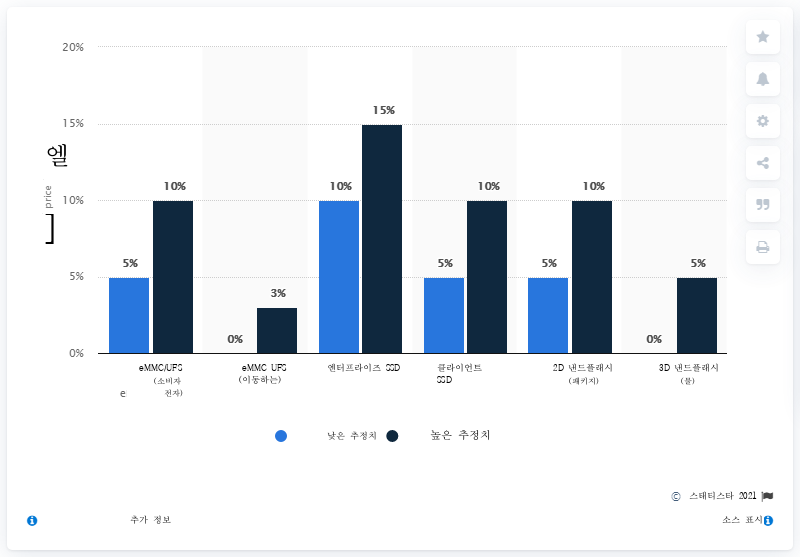 20%
15%
10%
5%
0%
엘
price
]
5%
10%
0%
3%
10%
15%
5%
10%
5%
10%
0%
5%
eMMC/UFS
(소비자
e 전자)
eMMC UFS
(이동하는)
엔터프라이즈 SSD
클라이언트
SSD
2D 낸드플래시
(패키지)
3D 낸드플래시
(물)
낮은 추정치
높은 추정치
© 스태티스타 2021
추가 정보
소스 표시